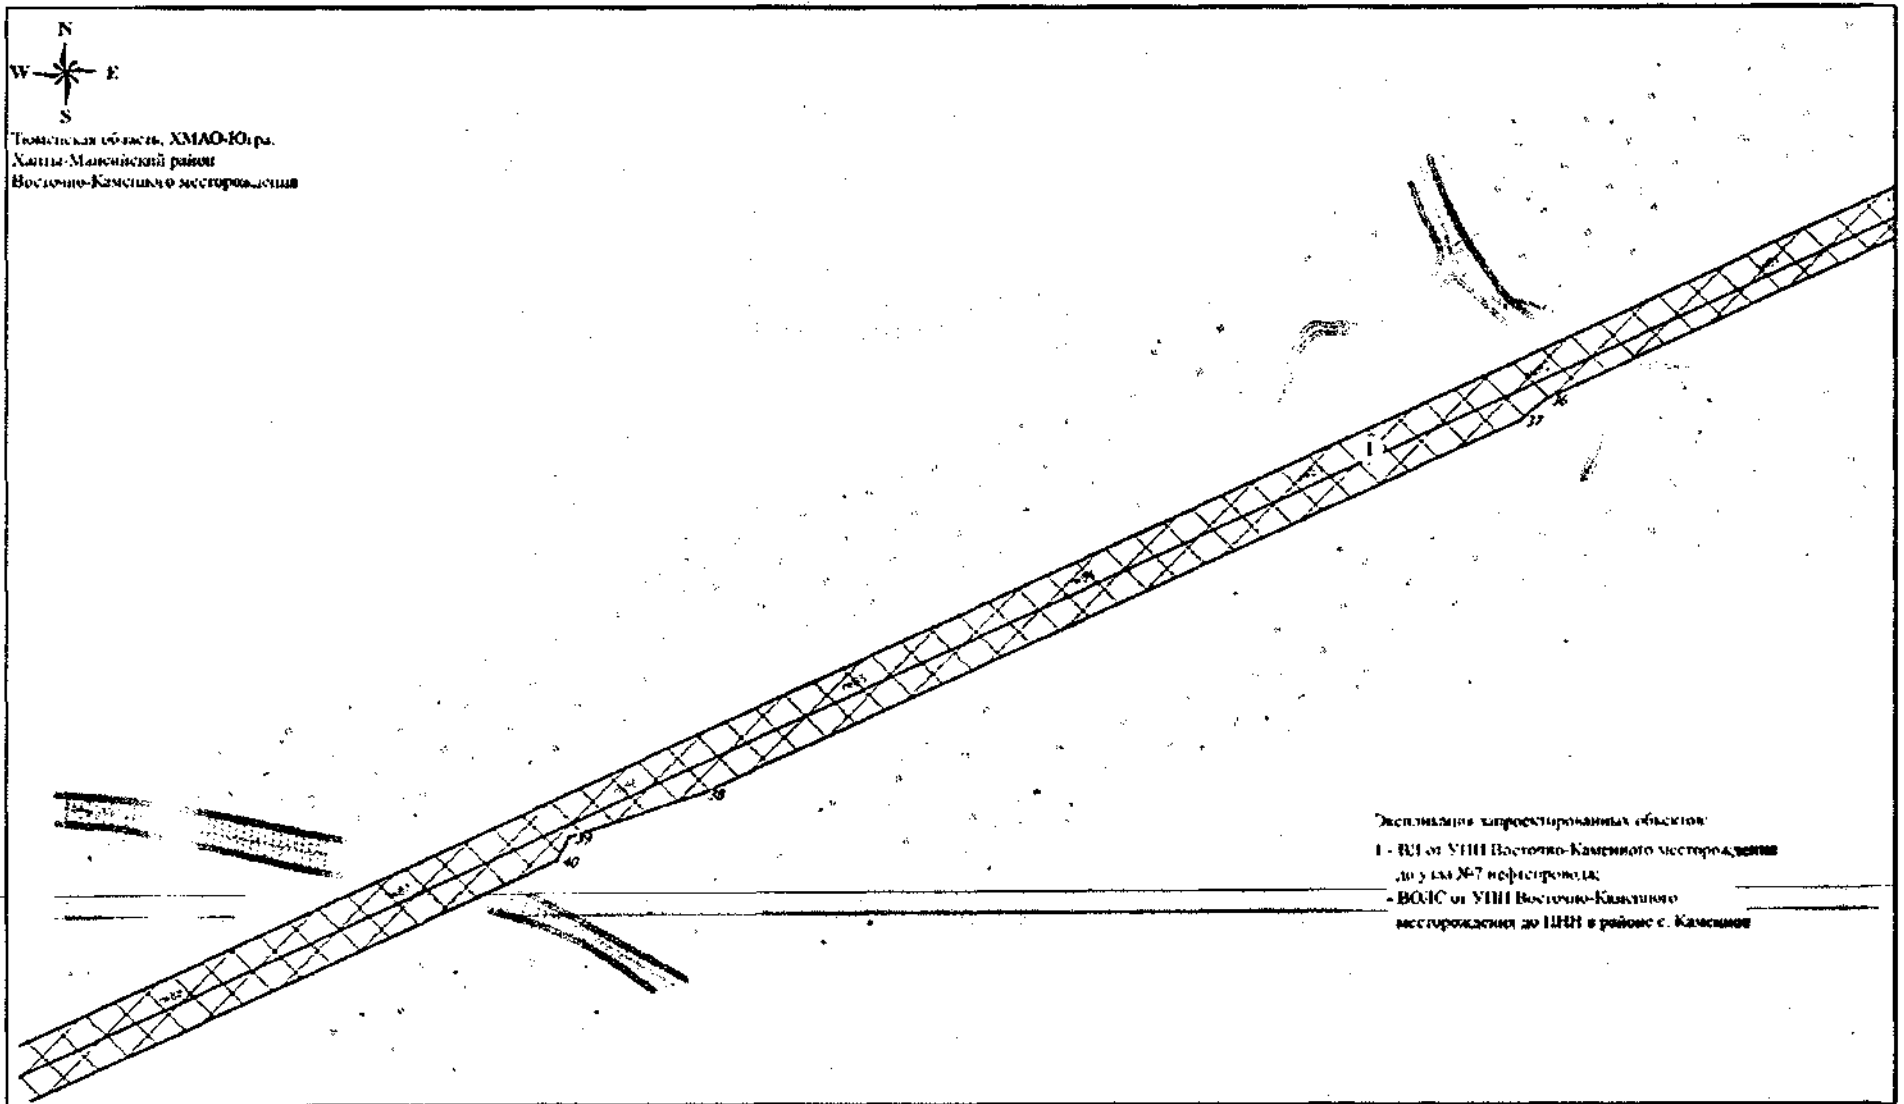 N
W E
S
Тюменская область, ХМАО-Югра.
Ханты-Мансийский район
Восточно-Каменного месторождения
36
37
1
38
39
40
Экспликация запроектированных объектов:
1 - ВЛ от УПН Восточно-Каменного месторождения
до узла №7 нефтепровода;
- ВОЛС от УПН Восточно-Каменного
месторождения до ППН в районе с. Каменное